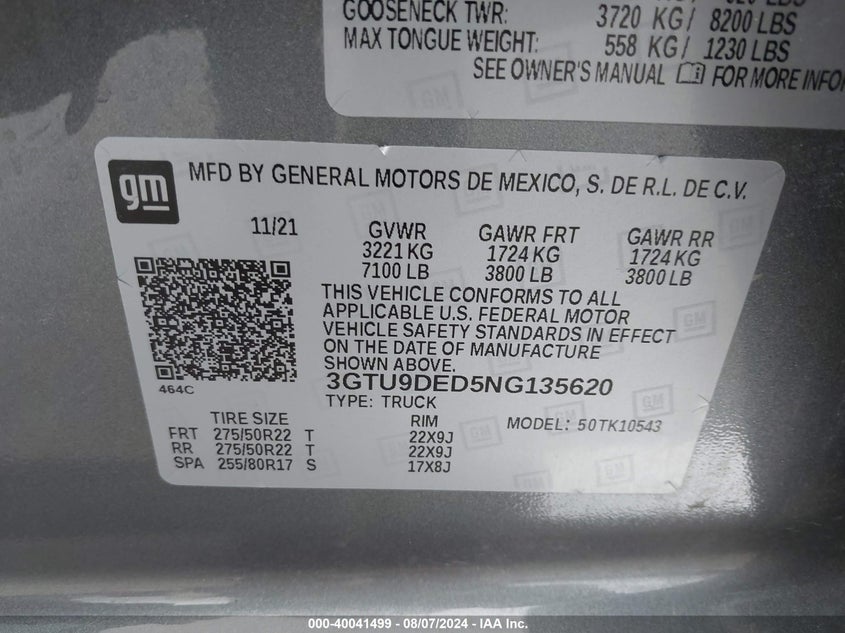 GOOSENECK TWR: 3720 KG/ 8200 LBS
MAX TONGUE WEIGHT: 558 KG/ 1230 LBS
SEE OWNER'S MANUAL FOR MORE INFOR
gm
MFD BY GENERAL MOTORS DE MEXICO, S. DE R.L. DE C.V.
11/21 GVWR GAWR FRT GAWR RR
3221 KG 1724 KG 1724 KG
7100 LB 3800 LB 3800 LB
THIS VEHICLE CONFORMS TO ALL
APPLICABLE U.S. FEDERAL MOTOR
VEHICLE SAFETY STANDARDS IN EFFECT
ON THE DATE OF MANUFACTURE
SHOWN ABOVE.
464C
3GTU9DED5NG135620
TYPE: TRUCK
TIRE SIZE RIM MODEL: 50TK10543
FRT 275/50R22 T 22X9J
RR 275/50R22 T 22X9J
SPA 255/80R17 S 17X8J
000-40041499 - 08/07/2024 - IAA Inc.